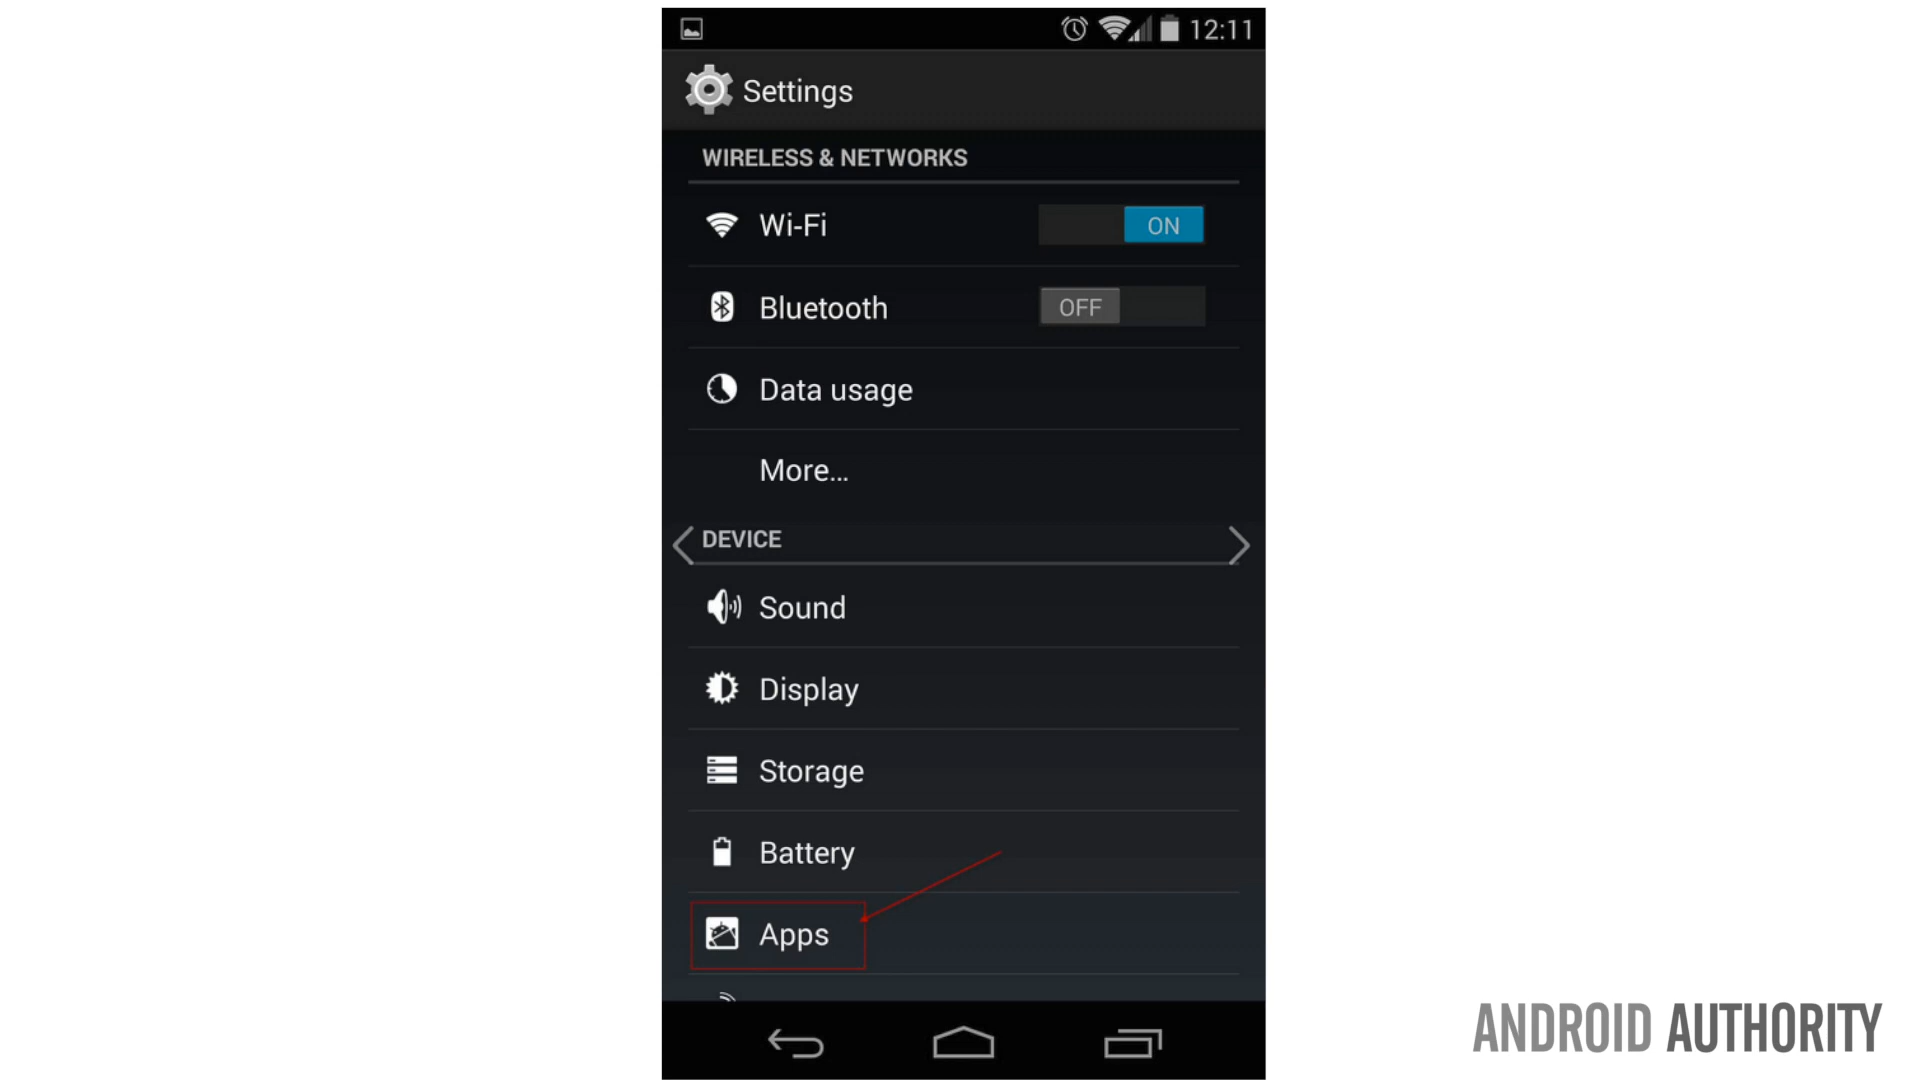 12:11
Settings
WIRELESS & NETWORKS
Wi-Fi ON
Bluetooth OFF
Data usage
More...
DEVICE
Sound
Display
Storage
Battery
Apps
ANDROID AUTHORITY